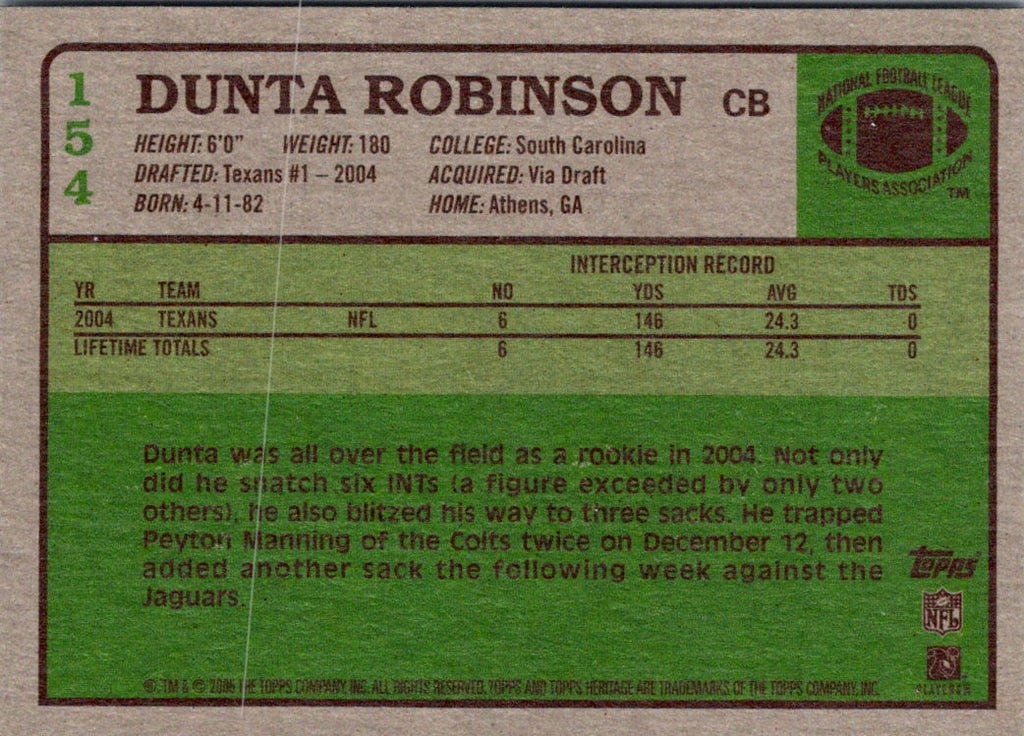 154
DUNTA ROBINSON CB
HEIGHT: 6'0" WEIGHT: 180 COLLEGE: South Carolina
DRAFTED: Texans #1 – 2004 ACQUIRED: Via Draft
BORN: 4-11-82 HOME: Athens, GA
NATIONAL FOOTBALL LEAGUE
PLAYERS ASSOCIATION
TM
INTERCEPTION RECORD
YR TEAM NO YDS AVG TDS
2004 TEXANS NFL 6 146 24.3 0
LIFETIME TOTALS 6 146 24.3 0
Dunta was all over the field as a rookie in 2004. Not only
did he snatch six INTs (a figure exceeded by only two
others), he also blitzed his way to three sacks. He trapped
Peyton Manning of the Colts twice on December 12, then
added another sack the following week against the
Jaguars.
Topps
NFL
PLAYERS
®, TM & © 2005 THE TOPPS COMPANY, INC. ALL RIGHTS RESERVED. TOPPS AND TOPPS HERITAGE ARE TRADEMARKS OF THE TOPPS COMPANY, INC.